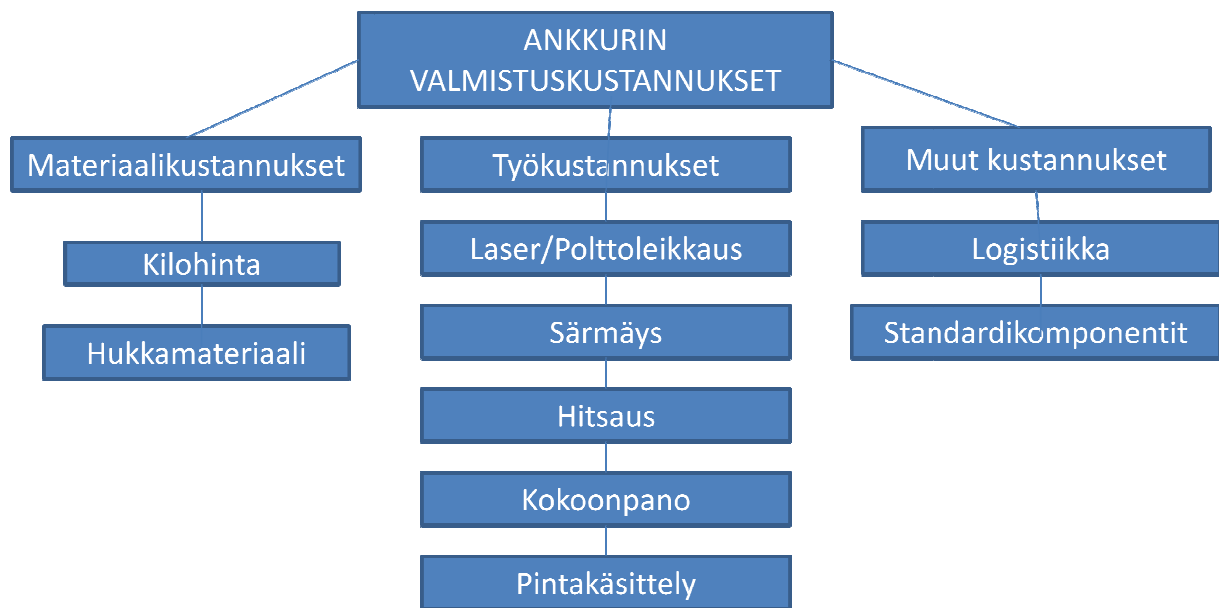 ANKKURIN
VALMISTUSKUSTANNUKSET
Materiaalikustannukset
Kilohinta
Hukkamateriaali
Työkustannukset
Laser/Polttoleikkaus
Särmäys
Hitsaus
Kokoonpano
Pintakäsittely
Muut kustannukset
Logistiikka
Standardikomponentit